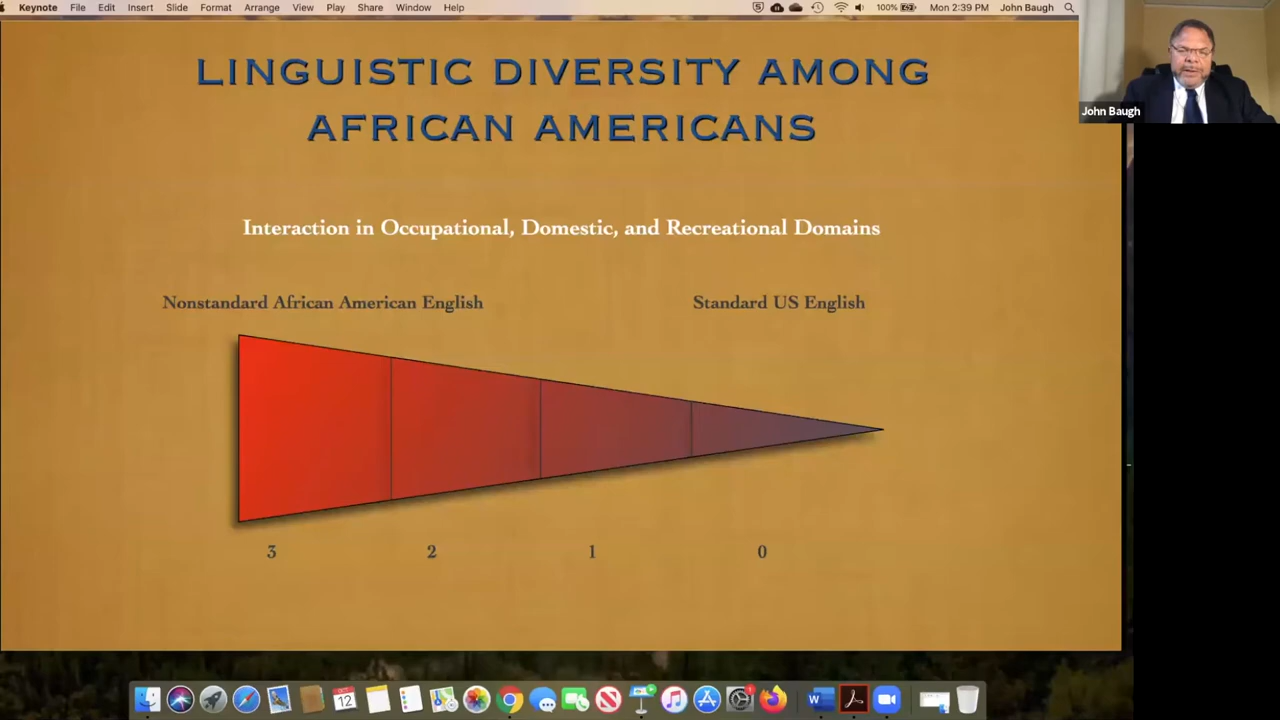 Keynote File Edit Insert Slide Format Arrange View Play Share Window Help 100% Mon 2:39 PM John Baugh
John Baugh
LINGUISTIC DIVERSITY AMONG
AFRICAN AMERICANS
Interaction in Occupational, Domestic, and Recreational Domains
Nonstandard African American English Standard US English
3 2 1 0
12